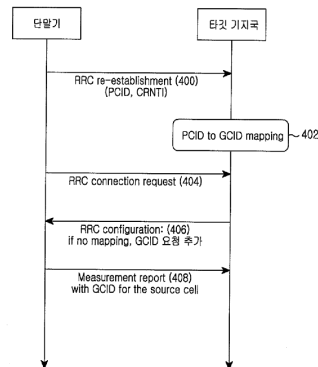 단말기
타깃 기지국
RRC re-establishment (400)
(PCID, CRNTI)
PCID to GCID mapping
402
RRC connection request (404)
RRC configuration: (406)
if no mapping, GCID 요청 추가
Measurement report (408)
with GCID for the source cell